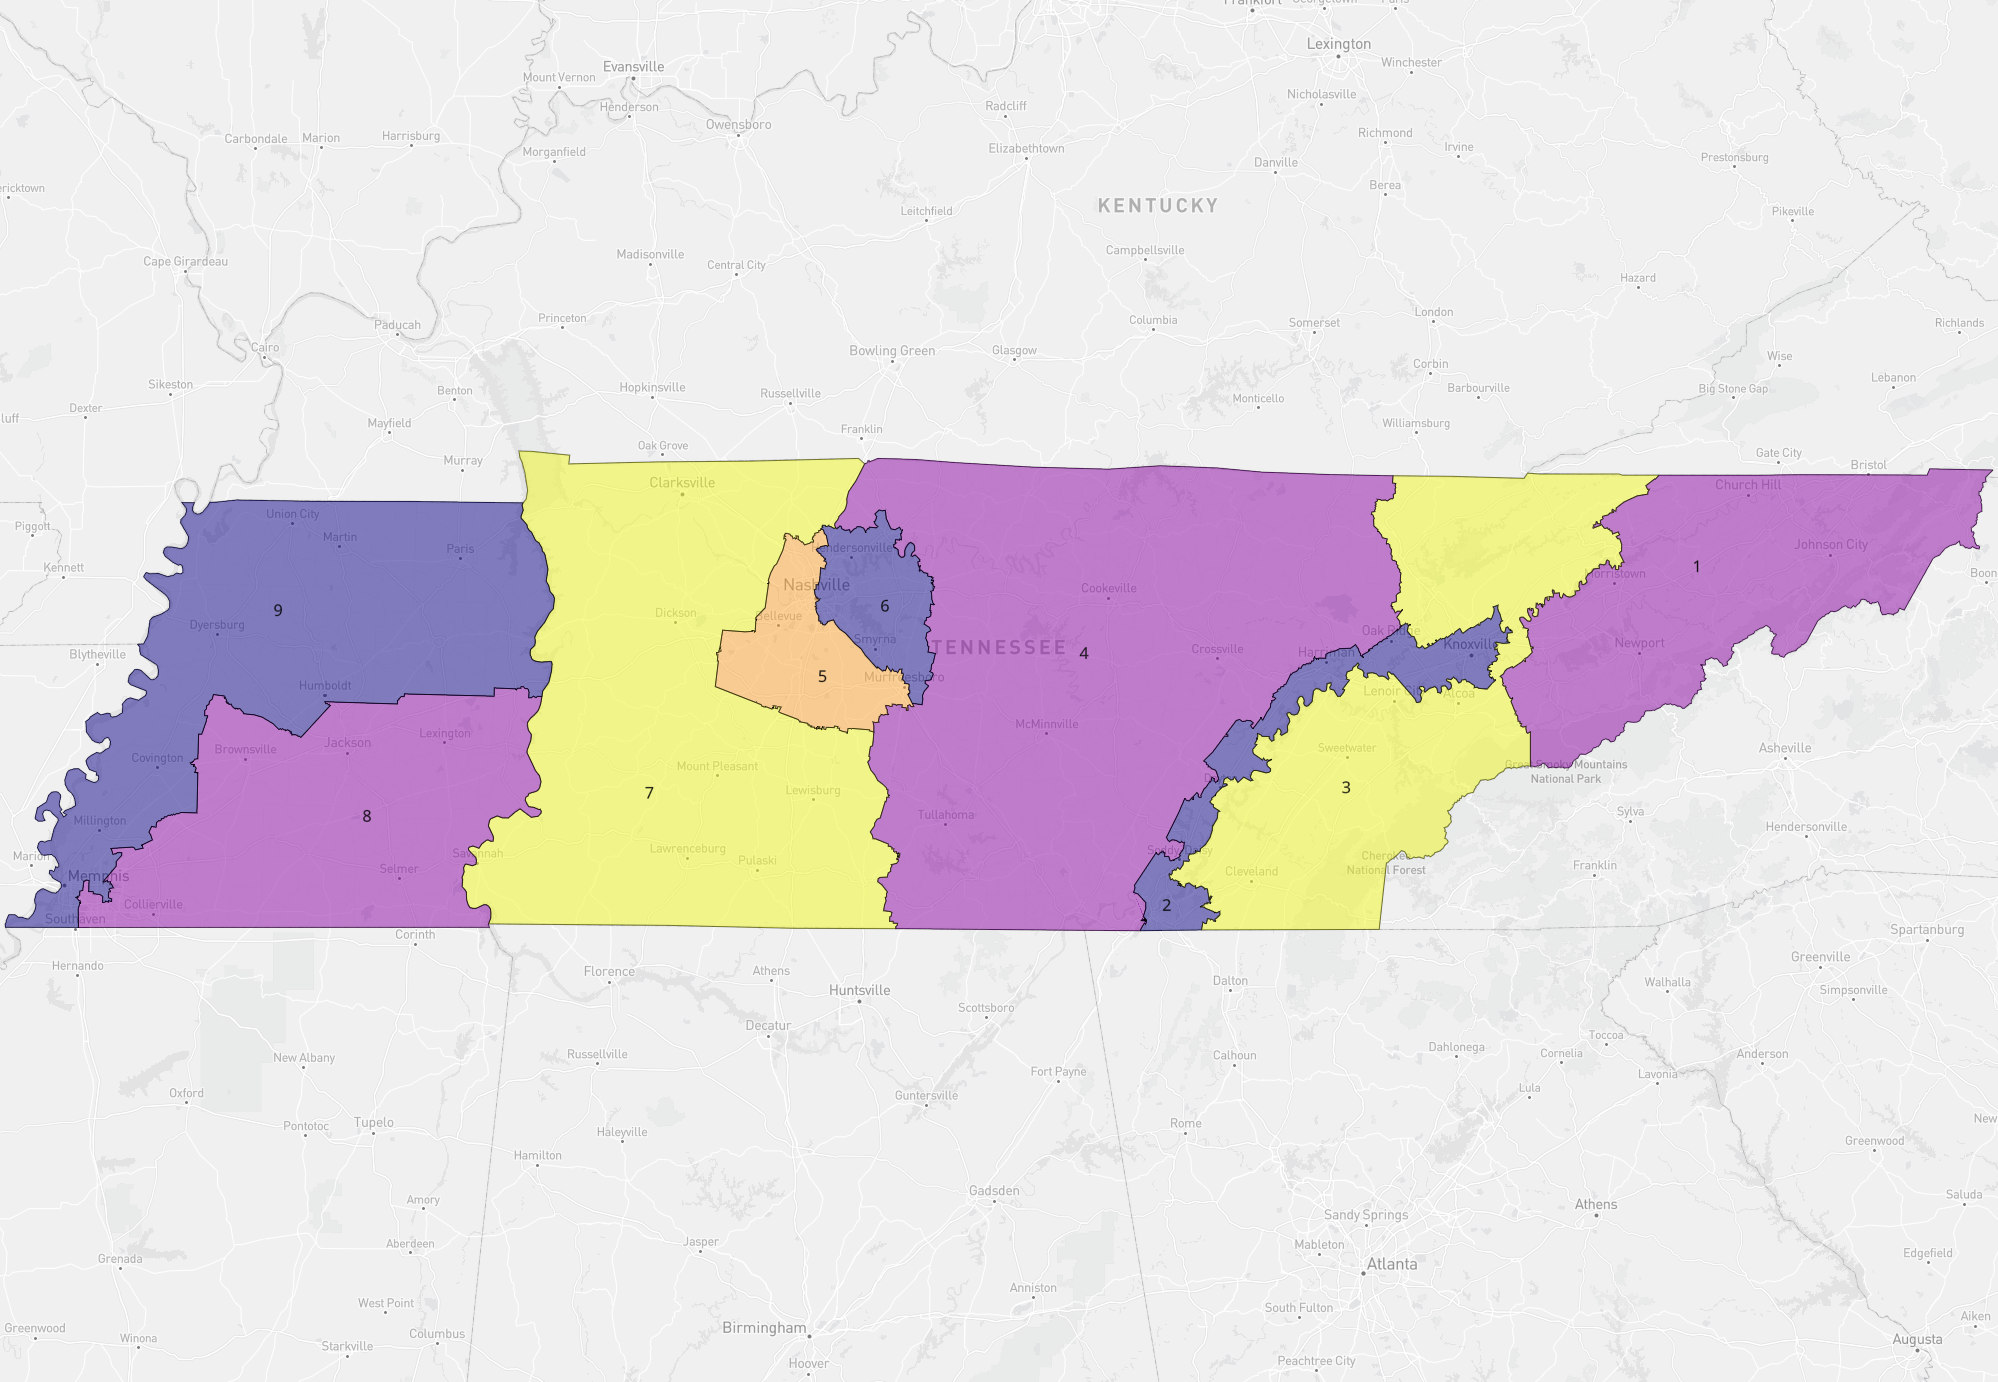 Frankfort
Georgetown
Paris
Lexington
Winchester
Evansville
Mount Vernon
Henderson
Nicholasville
Radcliff
Owensboro
Richmond
Carbondale
Marion
Harrisburg
Elizabethtown
Irvine
Morganfield
Danville
Prestonsburg
ericktown
Berea
KENTUCKY
Leitchfield
Pikeville
Madisonville
Campbellsville
Cape Girardeau
Central City
Hazard
London
Princeton
Columbia
Somerset
Richlands
Paducah
Cairo
Bowling Green
Glasgow
Wise
Corbin
Sikeston
Benton
Hopkinsville
Barbourville
Big Stone Gap
Lebanon
Russellville
Monticello
Dexter
luff
Mayfield
Franklin
Williamsburg
Oak Grove
Gate City
Murray
Bristol
Clarksville
Church Hill
Union City
Piggott
Martin
Hendersonville
Johnson City
Paris
Kennett
Nashville
Morristown
1
Boon
Cookeville
9
6
Dickson
Bellevue
Dyersburg
Oak Ridge
Smyrna
TENNESSEE
4
Crossville
Harriman
Knoxville
Newport
Blytheville
5
Murfreesboro
Humboldt
Lenoir City
Alcoa
McMinnville
Lexington
Brownsville
Jackson
Sweetwater
Asheville
Covington
Mount Pleasant
Great Smoky Mountains
National Park
7
Lewisburg
3
8
Tullahoma
Sylva
Millington
Hendersonville
Lawrenceburg
Soddy-Daisy
Marion
Savannah
Pulaski
Cherokee
National Forest
Franklin
Selmer
Cleveland
Memphis
Collierville
2
Southaven
Spartanburg
Corinth
Hernando
Florence
Athens
Greenville
Dalton
Walhalla
Huntsville
Simpsonville
Scottsboro
Decatur
Toccoa
New Albany
Russellville
Calhoun
Dahlonega
Cornelia
Anderson
Fort Payne
Lavonia
Oxford
Guntersville
Lula
Tupelo
Rome
New
Pontotoc
Haleyville
Greenwood
Hamilton
Gadsden
Amory
Saluda
Athens
Sandy Springs
Aberdeen
Jasper
Mableton
Grenada
Edgefield
Atlanta
Anniston
West Point
South Fulton
Aiken
Greenwood
Winona
Columbus
Birmingham
Augusta
Starkville
Hoover
Peachtree City